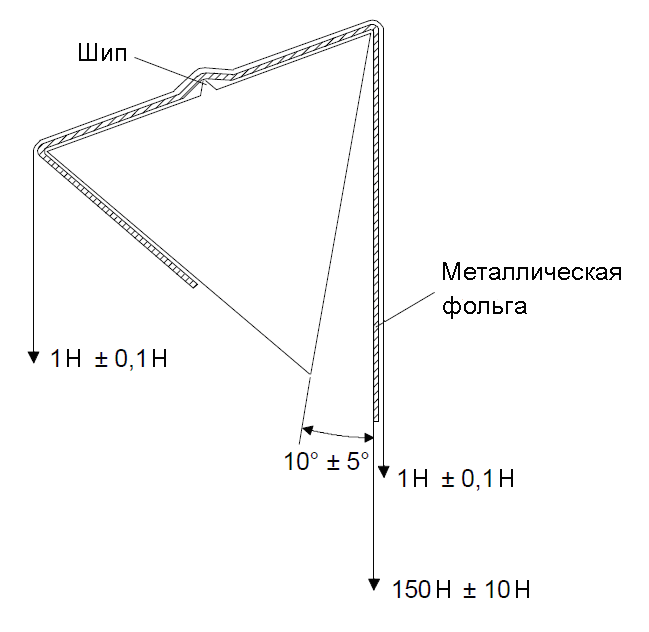 Шип
Металлическая
фольга
1Н ± 0,1Н
10° ± 5°
1Н ± 0,1Н
150Н ± 10Н